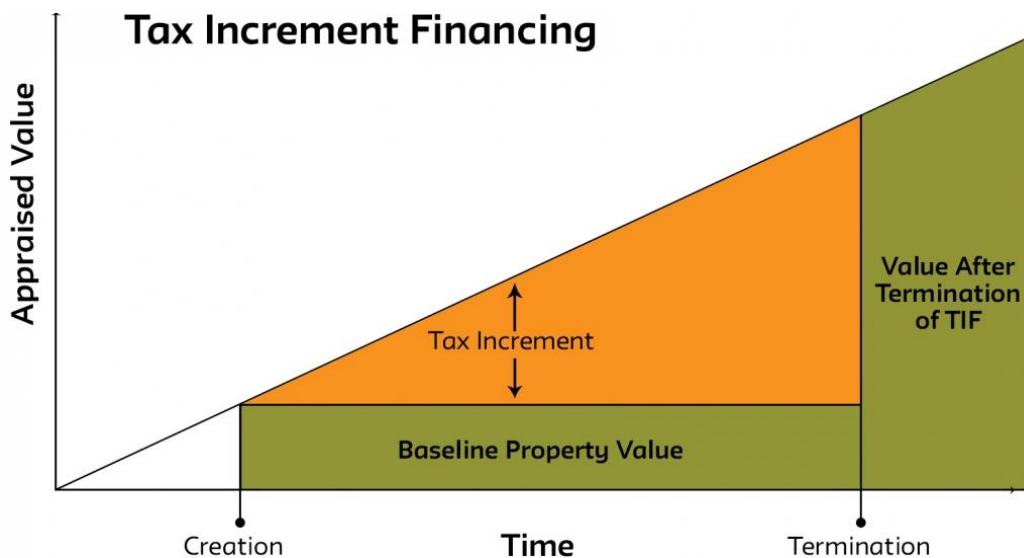 Tax Increment Financing
Appraised Value
Tax Increment
Value After
Termination
of TIF
Baseline Property Value
Creation
Time
Termination